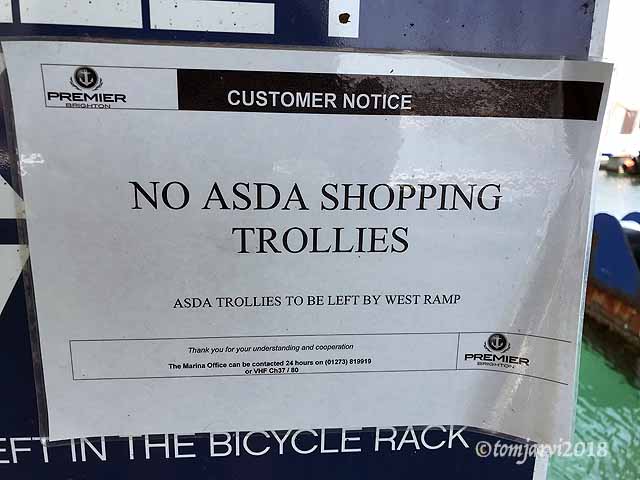 PREMIER
BRIGHTON
CUSTOMER NOTICE
NO ASDA SHOPPING
TROLLIES
ASDA TROLLIES TO BE LEFT BY WEST RAMP
Thank you for your understanding and cooperation
The Marina Office can be contacted 24 hours on (01273) 819919
or VHF Ch37 / 80
PREMIER
BRIGHTON
EFT IN THE BICYCLE RACK
©tomjarvi2018